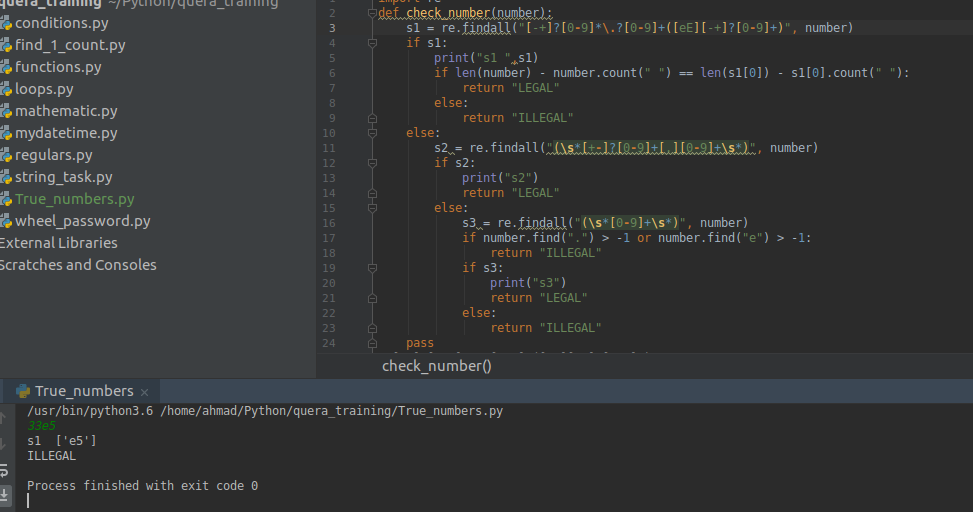 quera_training ~/Python/quera_training
conditions.py
find_1_count.py
functions.py
loops.py
mathematic.py
mydatetime.py
regulars.py
string_task.py
True_numbers.py
wheel_password.py
External Libraries
Scratches and Consoles
1 import re
2 def check_number(number):
3 s1 = re.findall("[-+]?[0-9]*\.?[0-9]+([eE][-+]?[0-9]+)", number)
4 if s1:
5 print("s1 ",s1)
6 if len(number) - number.count(" ") == len(s1[0]) - s1[0].count(" "):
7 return "LEGAL"
8 else:
9 return "ILLEGAL"
10 else:
11 s2 = re.findall("(\s*[+-]?[0-9]+[.][0-9]+\s*)", number)
12 if s2:
13 print("s2")
14 return "LEGAL"
15 else:
16 s3 = re.findall("(\s*[0-9]+\s*)", number)
17 if number.find(".") > -1 or number.find("e") > -1:
18 return "ILLEGAL"
19 if s3:
20 print("s3")
21 return "LEGAL"
22 else:
23 return "ILLEGAL"
24 pass
check_number()
True_numbers ×
/usr/bin/python3.6 /home/ahmad/Python/quera_training/True_numbers.py
33e5
s1  ['e5']
ILLEGAL
Process finished with exit code 0